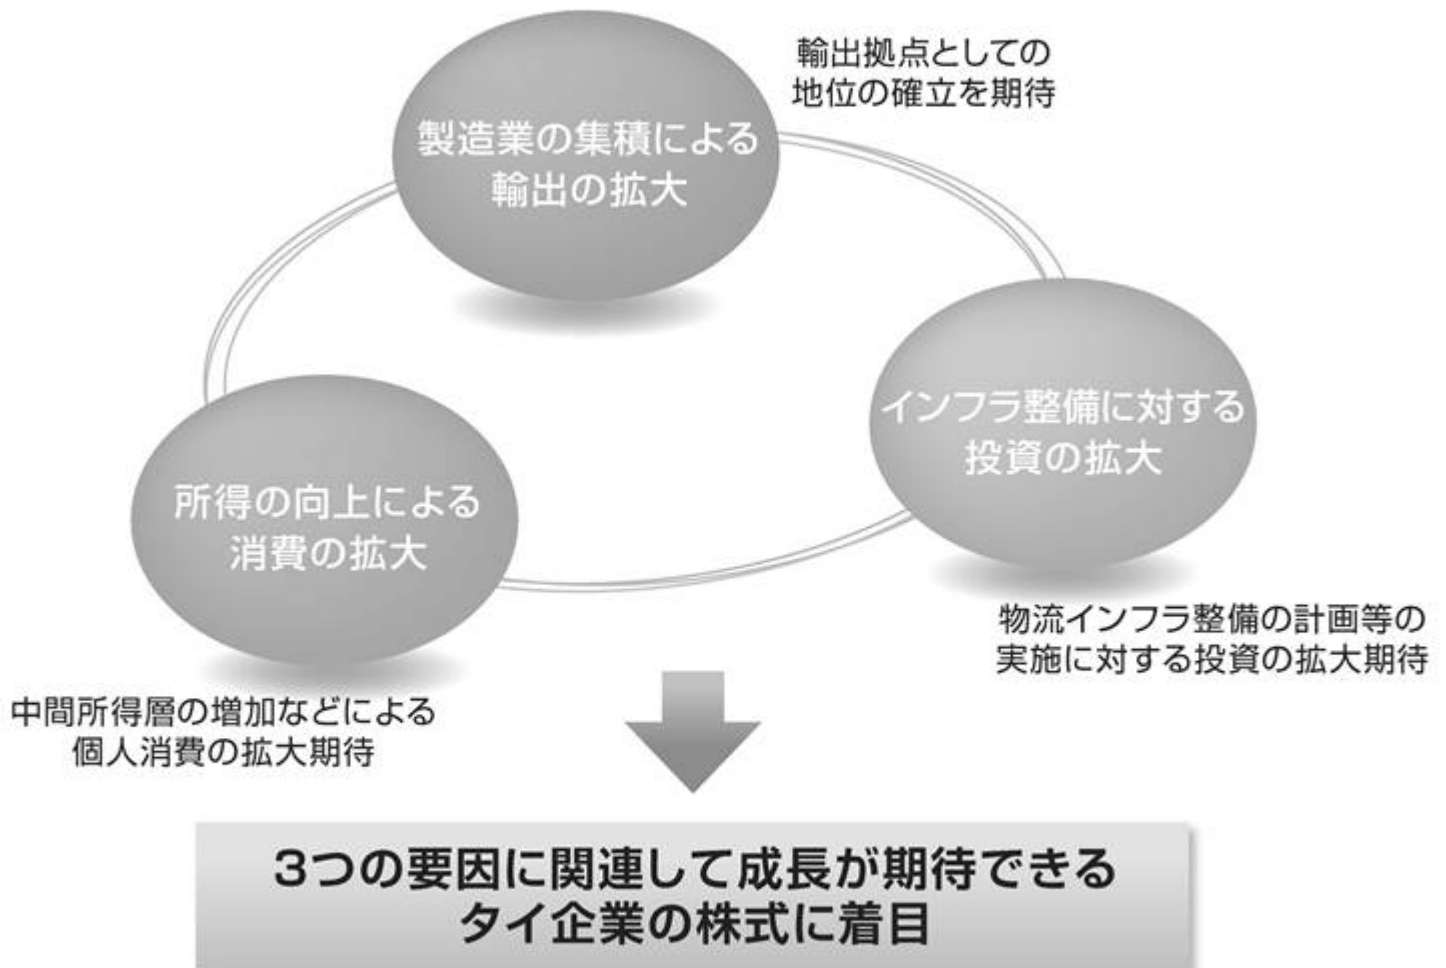 輸出拠点としての
地位の確立を期待
製造業の集積による
輸出の拡大
インフラ整備に対する
投資の拡大
所得の向上による
消費の拡大
物流インフラ整備の計画等の
実施に対する投資の拡大期待
中間所得層の増加などによる
個人消費の拡大期待
3つの要因に関連して成長が期待できる
タイ企業の株式に着目